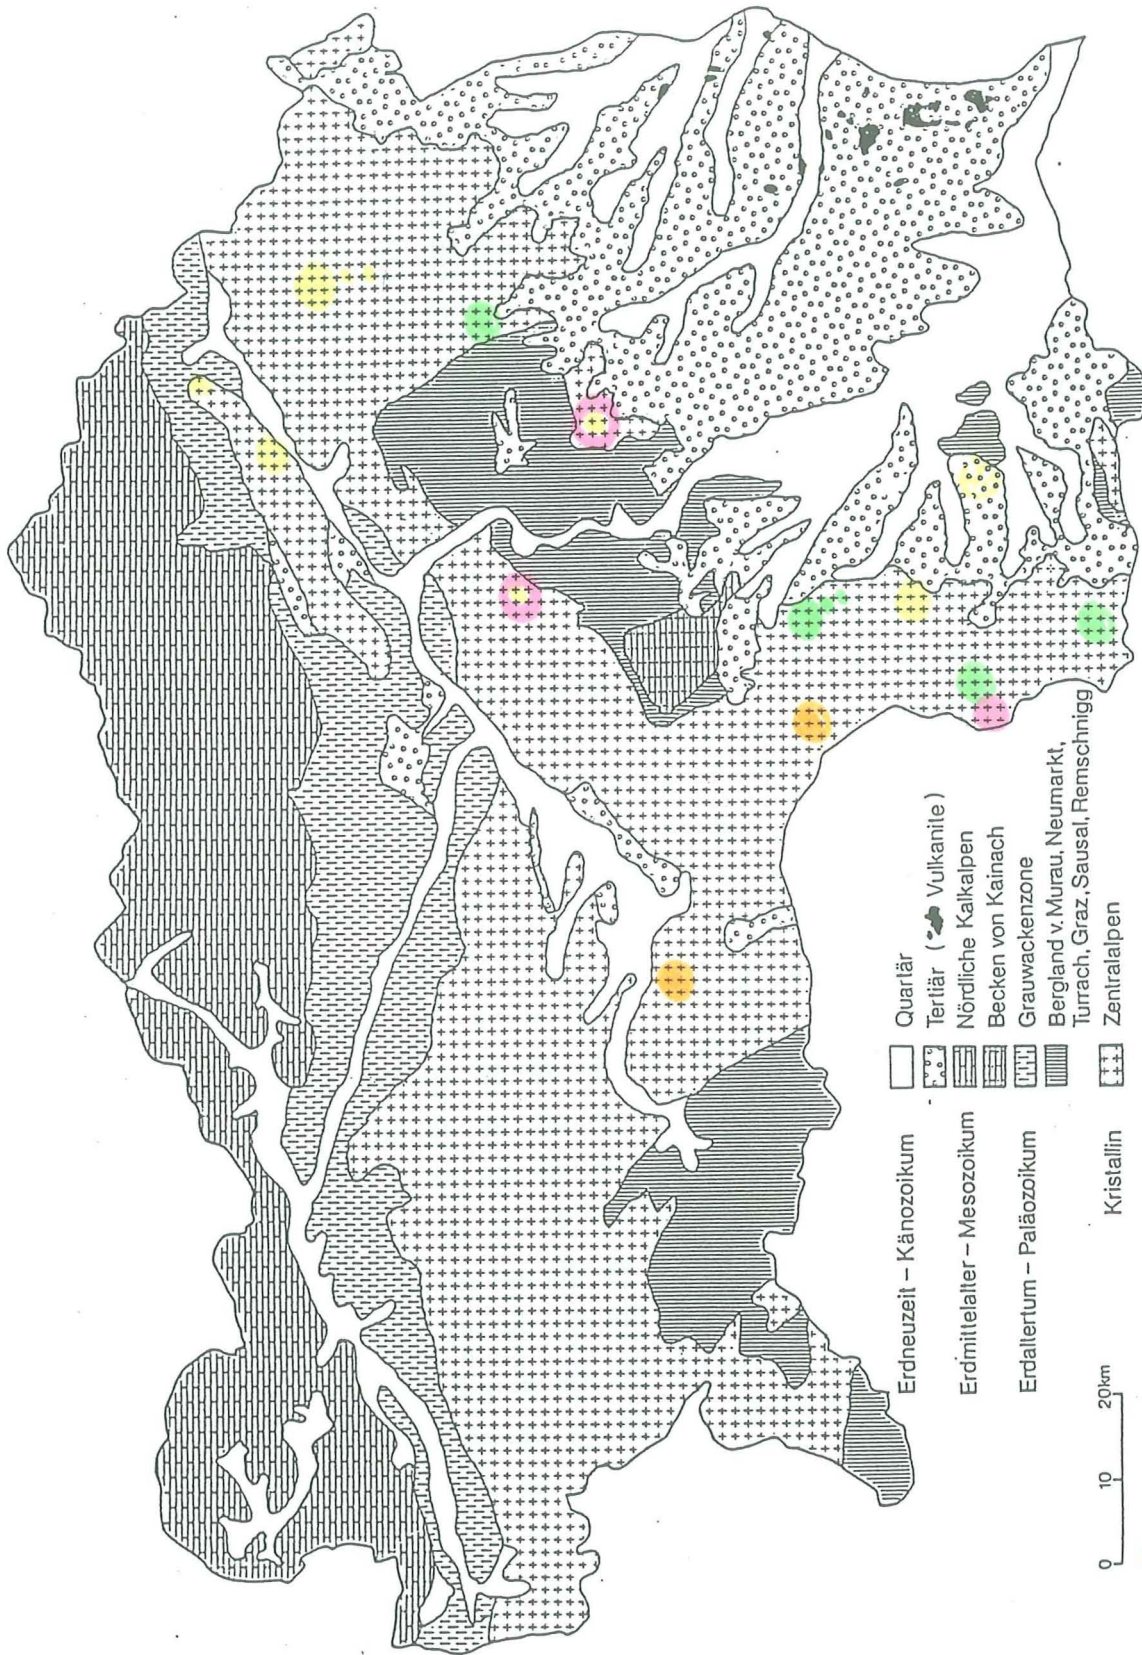 Erdneuzeit – Känozoikum
Quartär
Tertiär ( Vulkanite )
Erdmittelalter – Mesozoikum
Nördliche Kalkalpen
Becken von Kainach
Erdaltertum – Paläozoikum
Grauwackenzone
Bergland v. Murau, Neumarkt,
Turrach, Graz, Sausal, Remschnigg
Kristallin
Zentralalpen
0 10 20km